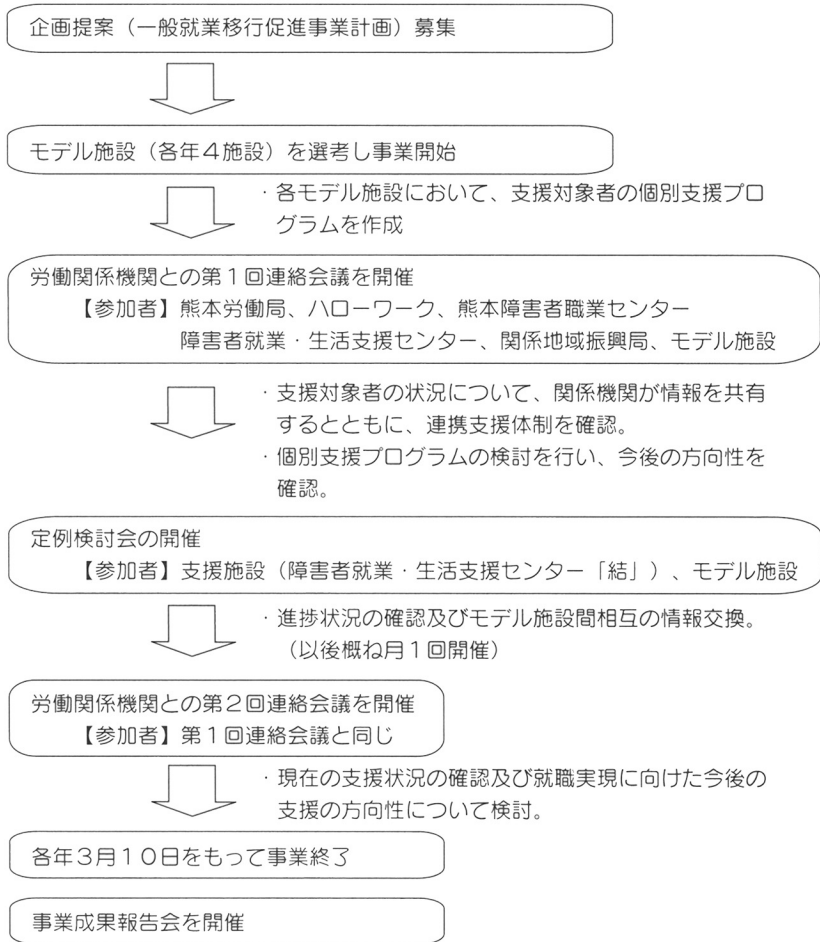 企画提案（一般就業移行促進事業計画）募集
モデル施設（各年４施設）を選考し事業開始
・各モデル施設において、支援対象者の個別支援プロ
グラムを作成
労働関係機関との第１回連絡会議を開催
【参加者】熊本労働局、ハローワーク、熊本障害者職業センター
障害者就業・生活支援センター、関係地域振興局、モデル施設
・支援対象者の状況について、関係機関が情報を共有
するとともに、連携支援体制を確認。
・個別支援プログラムの検討を行い、今後の方向性を
確認。
定例検討会の開催
【参加者】支援施設（障害者就業・生活支援センター「結」）、モデル施設
・進捗状況の確認及びモデル施設間相互の情報交換。
（以後概ね月１回開催）
労働関係機関との第２回連絡会議を開催
【参加者】第１回連絡会議と同じ
・現在の支援状況の確認及び就職実現に向けた今後の
支援の方向性について検討。
各年３月１０日をもって事業終了
事業成果報告会を開催